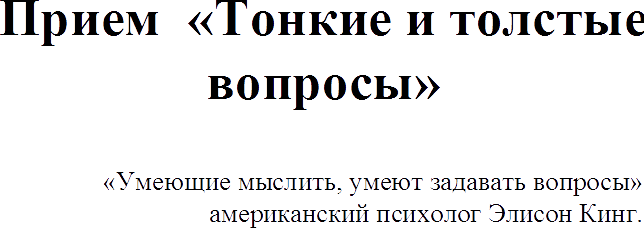 Прием «Тонкие и толстые
вопросы»
«Умеющие мыслить, умеют задавать вопросы»
американский психолог Элисон Кинг.